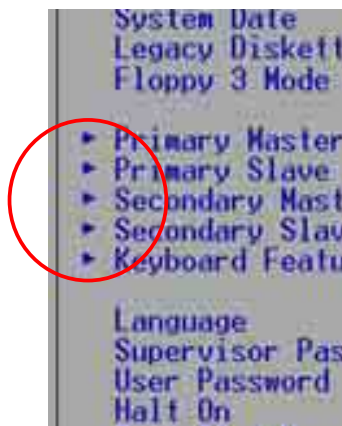 System Date
Legacy Diskett
Floppy 3 Mode
Primary Master
Primary Slave
Secondary Mast
Secondary Slav
Keyboard Featu
Language
Supervisor Pas
User Password
Halt On